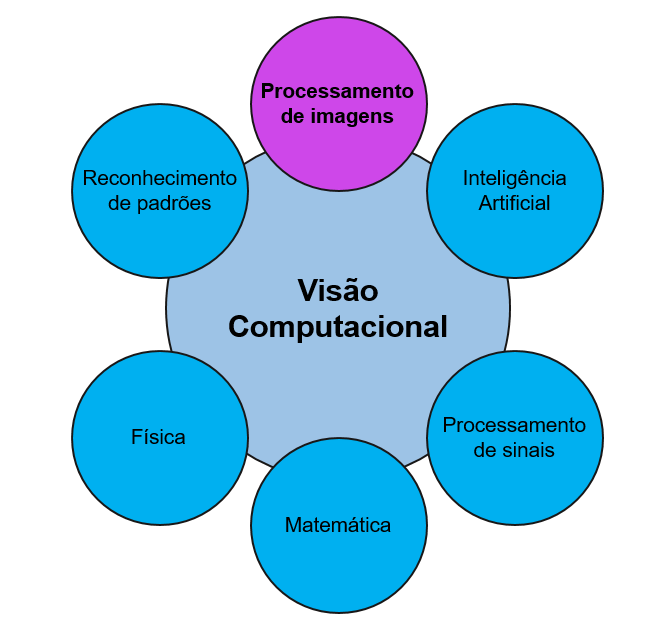 Processamento
de imagens
Reconhecimento
de padrões
Inteligência
Artificial
Visão
Computacional
Física
Processamento
de sinais
Matemática